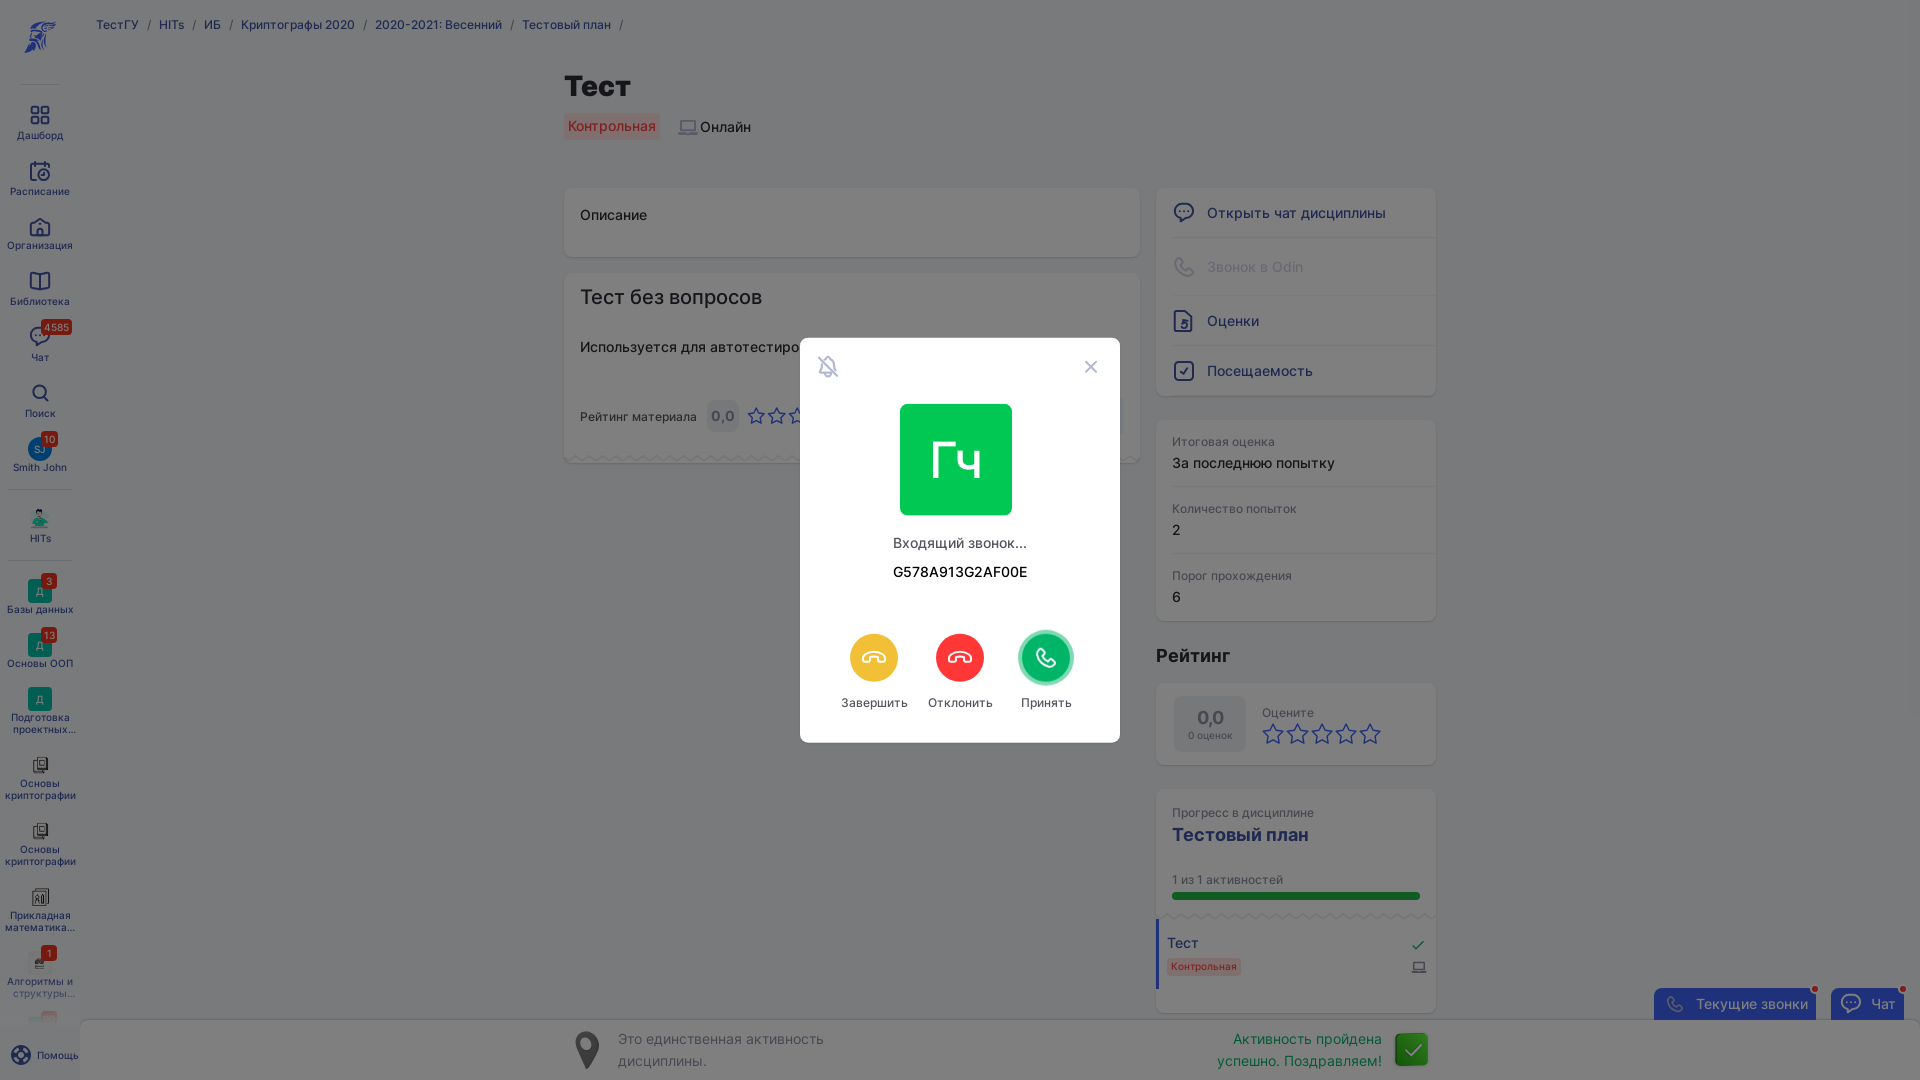 ТестГУ / HITs / ИБ / Криптографы 2020 / 2020-2021: Весенний / Тестовый план /
Дашборд
Расписание
Организация
Библиотека
4585
Чат
Поиск
10
SJ
Smith John
HITs
3
Д
Базы данных
13
Д
Основы ООП
Д
Подготовка
проектных...
Основы
криптографии
Основы
криптографии
Прикладная
математика...
1
Алгоритмы и
структуры...
Помощь
Тест
Контрольная
Онлайн
Описание
Тест без вопросов
Используется для автотестиро
Рейтинг материала 0,0
Гч
Входящий звонок...
G578A913G2AF00E
Завершить
Отклонить
Принять
Открыть чат дисциплины
Звонок в Odin
Оценки
Посещаемость
Итоговая оценка
За последнюю попытку
Количество попыток
2
Порог прохождения
6
Рейтинг
0,0
0 оценок
Оцените
Прогресс в дисциплине
Тестовый план
1 из 1 активностей
Тест
Контрольная
Текущие звонки
Чат
Это единственная активность
дисциплины.
Активность пройдена
успешно. Поздравляем!